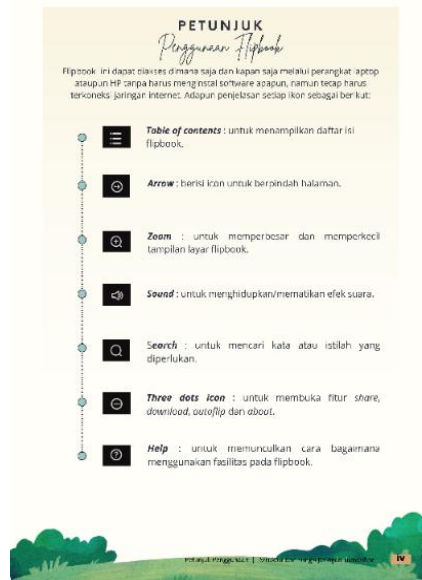 PETUNJUK
Penggunaan Flipbook
Flipbook ini dapat diakses dimana saja dan kapan saja melalui perangkat laptop
ataupun HP tanpa harus menginstal software apapun, namun tetap harus
terkoneksi jaringan internet. Adapun penjelasan setiap ikon sebagai berikut:
Table of contents : untuk menampilkan daftar isi
flipbook.
Arrow : berisi icon untuk berpindah halaman.
Zoom : untuk memperbesar dan memperkecil
tampilan layar flipbook.
Sound : untuk menghidupkan/mematikan efek suara.
Search : untuk mencari kata atau istilah yang
diperlukan.
Three dots icon : untuk membuka fitur share,
download, autoflip dan about.
Help : untuk memunculkan cara bagaimana
menggunakan fasilitas pada flipbook.
Petunjuk Penggunaan |
iv